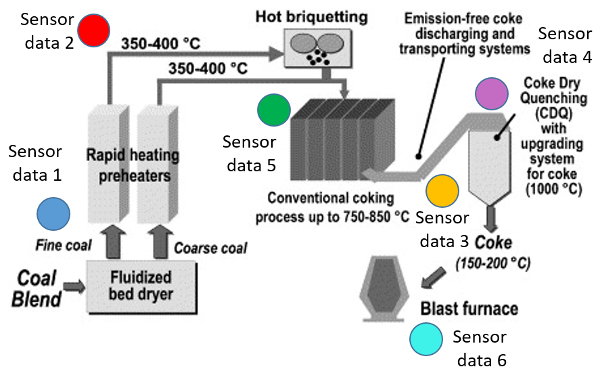 Hot briquetting
Sensor
data 2
350-400 °C
350-400 °C
Emission-free coke
discharging and
transporting systems
Sensor
data 4
Coke Dry
Quenching
(CDQ)
with
upgrading
system
for coke
(1000 °C)
Sensor
data 1
Rapid heating
preheaters
Sensor
data 5
Conventional coking
process up to 750-850 °C
Sensor
data 3
Coke
(150-200 °C)
Fine coal
Coarse coal
Coal
Blend
Fluidized
bed dryer
Blast furnace
Sensor
data 6